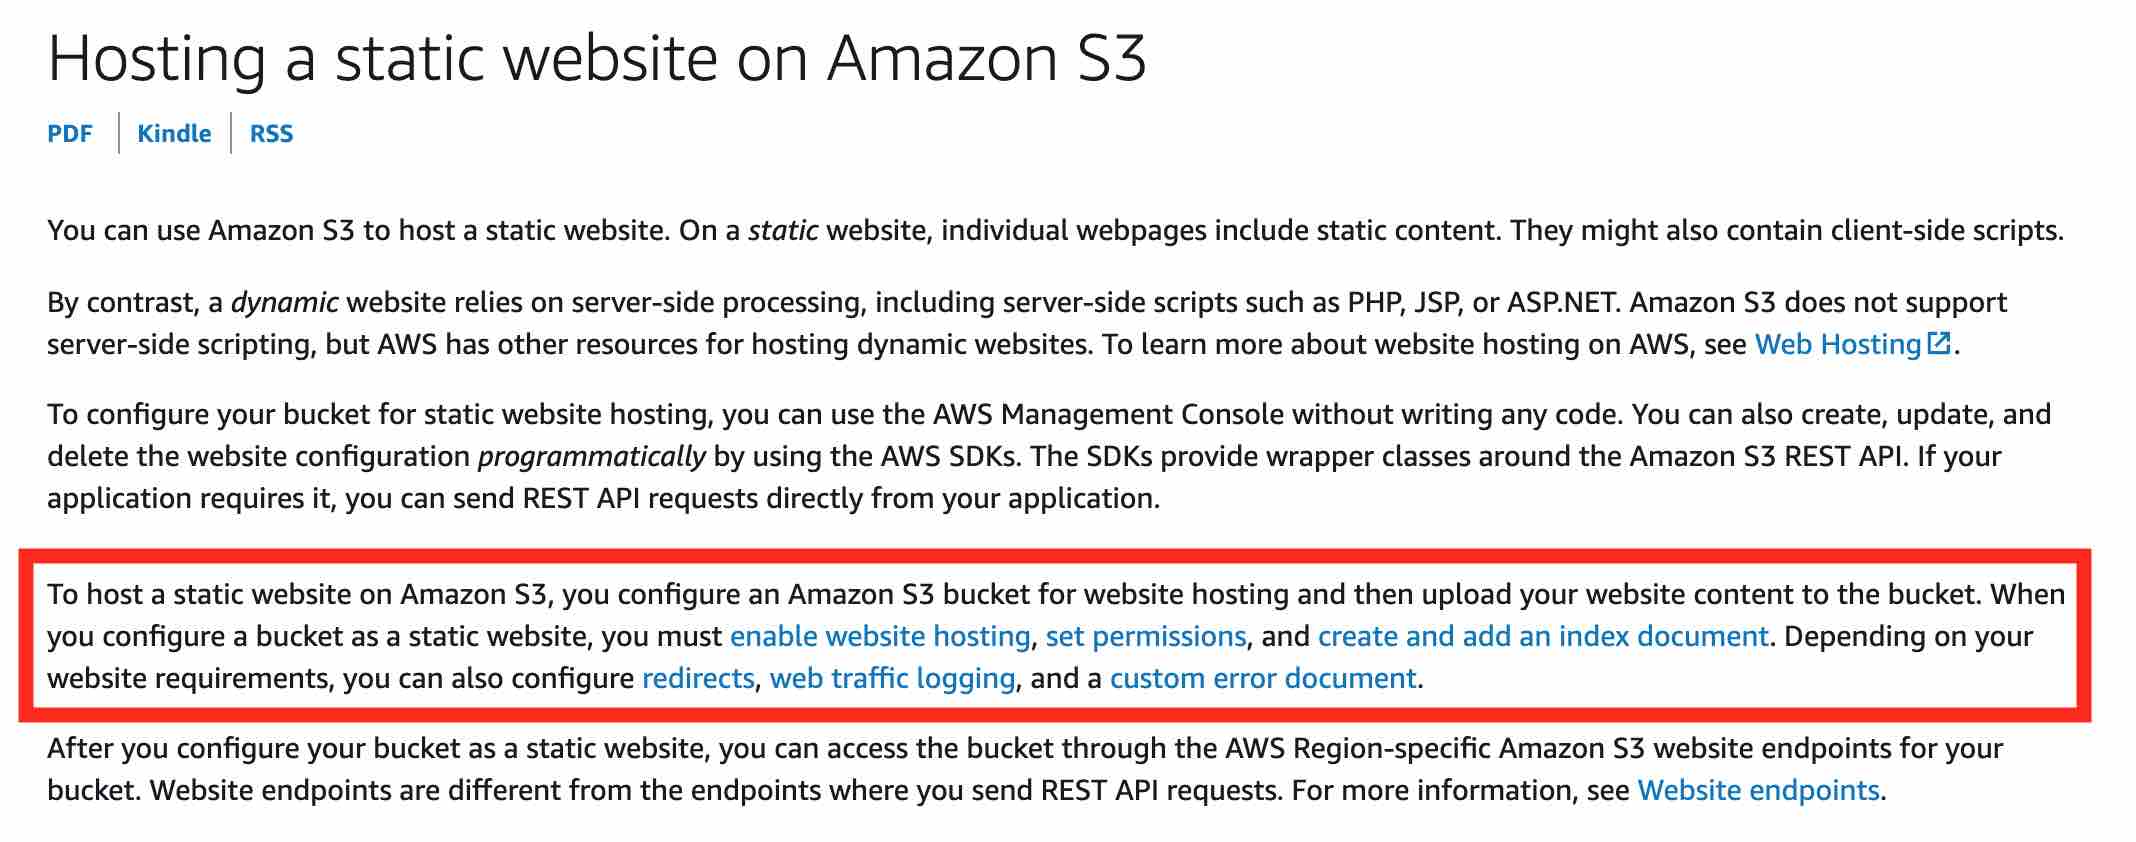 Hosting a static website on Amazon S3
PDF | Kindle | RSS
You can use Amazon S3 to host a static website. On a static website, individual webpages include static content. They might also contain client-side scripts.
By contrast, a dynamic website relies on server-side processing, including server-side scripts such as PHP, JSP, or ASP.NET. Amazon S3 does not support
server-side scripting, but AWS has other resources for hosting dynamic websites. To learn more about website hosting on AWS, see Web Hosting.
To configure your bucket for static website hosting, you can use the AWS Management Console without writing any code. You can also create, update, and
delete the website configuration programmatically by using the AWS SDKs. The SDKs provide wrapper classes around the Amazon S3 REST API. If your
application requires it, you can send REST API requests directly from your application.
To host a static website on Amazon S3, you configure an Amazon S3 bucket for website hosting and then upload your website content to the bucket. When
you configure a bucket as a static website, you must enable website hosting, set permissions, and create and add an index document. Depending on your
website requirements, you can also configure redirects, web traffic logging, and a custom error document.
After you configure your bucket as a static website, you can access the bucket through the AWS Region-specific Amazon S3 website endpoints for your
bucket. Website endpoints are different from the endpoints where you send REST API requests. For more information, see Website endpoints.